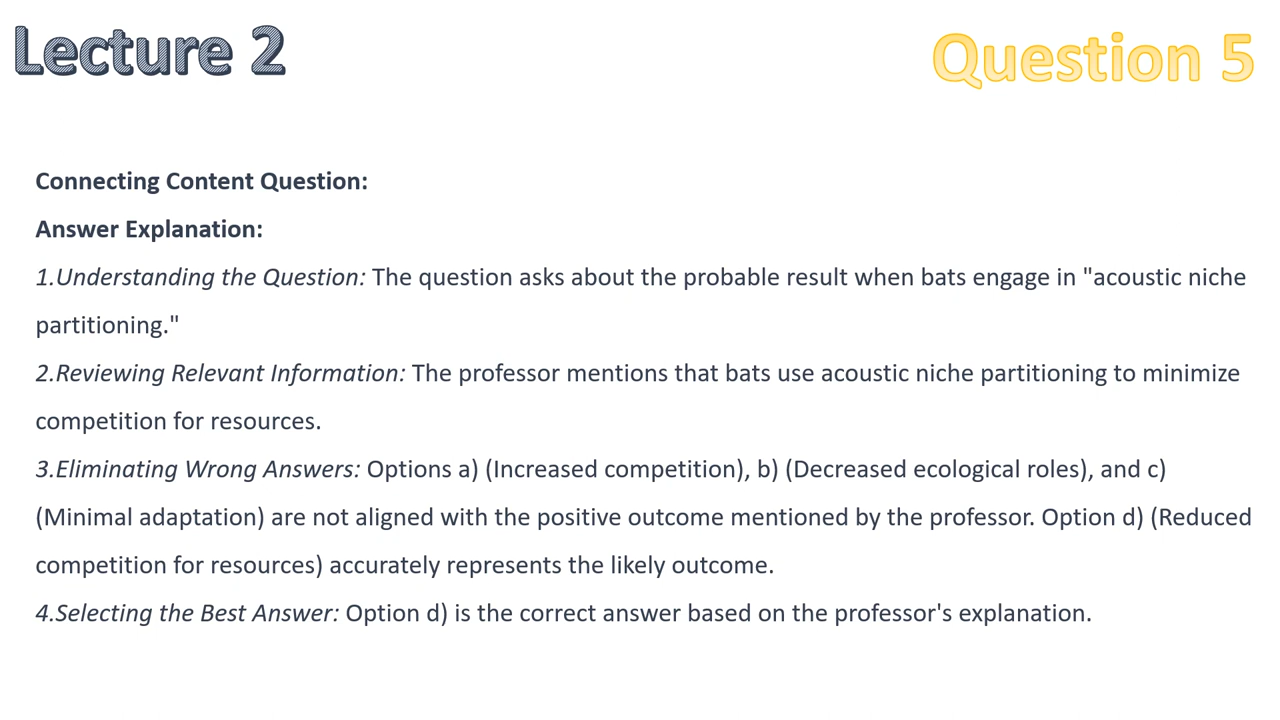 Lecture 2
Question 5
Connecting Content Question:
Answer Explanation:
1.Understanding the Question: The question asks about the probable result when bats engage in "acoustic niche
partitioning."
2.Reviewing Relevant Information: The professor mentions that bats use acoustic niche partitioning to minimize
competition for resources.
3.Eliminating Wrong Answers: Options a) (Increased competition), b) (Decreased ecological roles), and c)
(Minimal adaptation) are not aligned with the positive outcome mentioned by the professor. Option d) (Reduced
competition for resources) accurately represents the likely outcome.
4.Selecting the Best Answer: Option d) is the correct answer based on the professor's explanation.